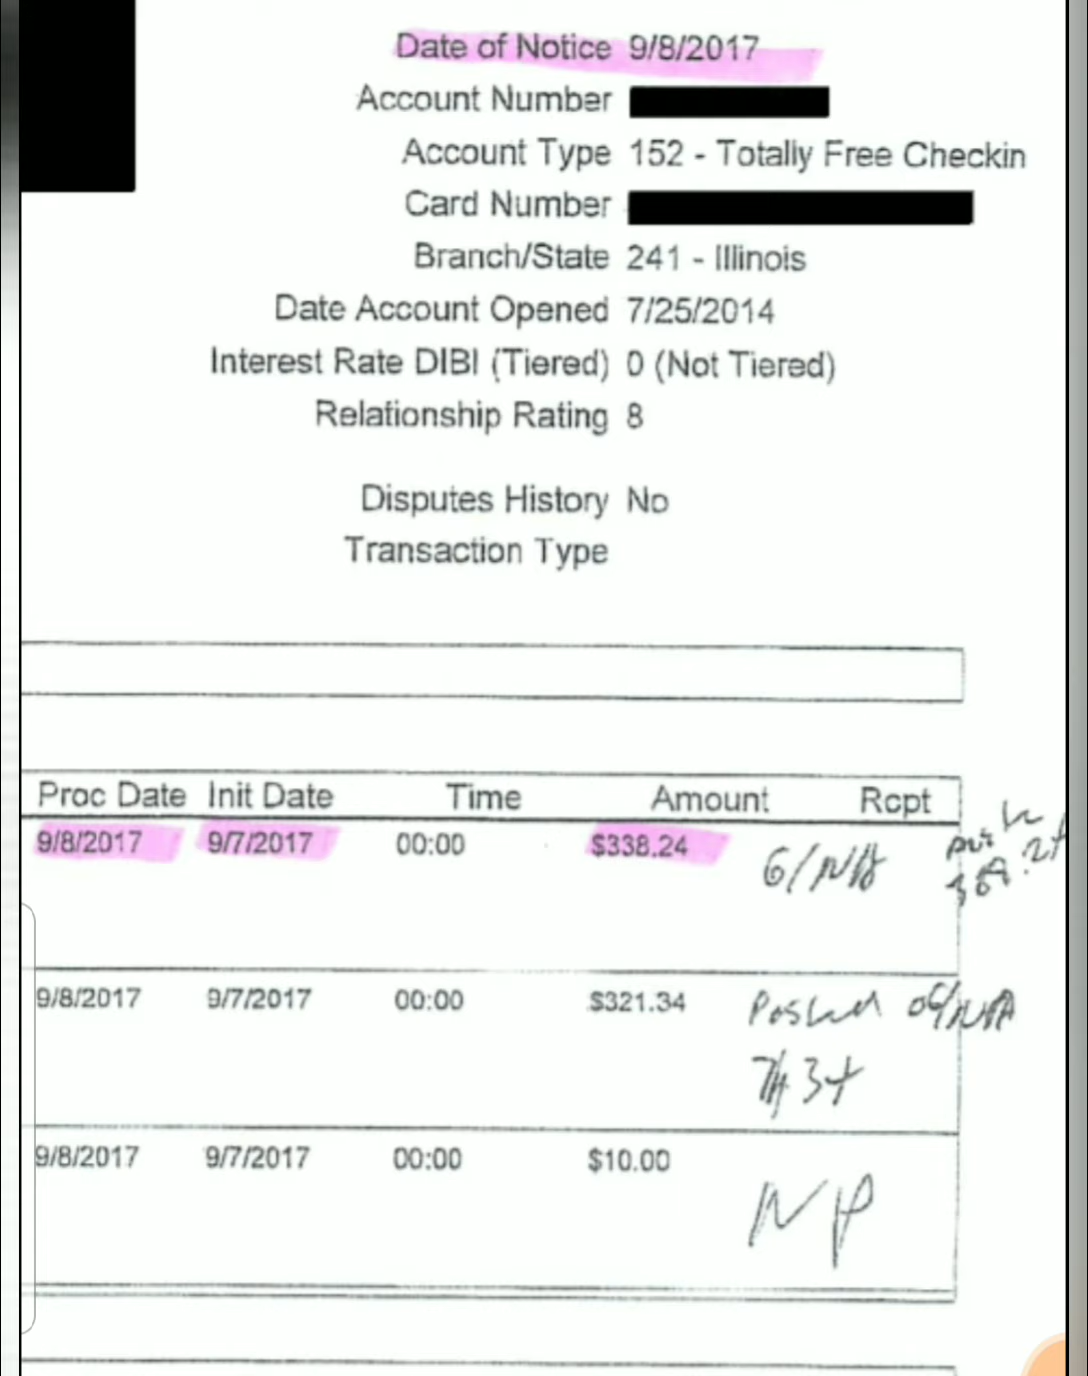 Date of Notice 9/8/2017
Account Number
Account Type 152 - Totally Free Checkin
Card Number
Branch/State 241 - Illinois
Date Account Opened 7/25/2014
Interest Rate DIBI (Tiered) 0 (Not Tiered)
Relationship Rating 8
Disputes History No
Transaction Type
Proc Date Init Date Time Amount Rcpt
9/8/2017 9/7/2017 00:00 $338.24
9/8/2017 9/7/2017 00:00 $321.34 Posted
9/8/2017 9/7/2017 00:00 $10.00
NP